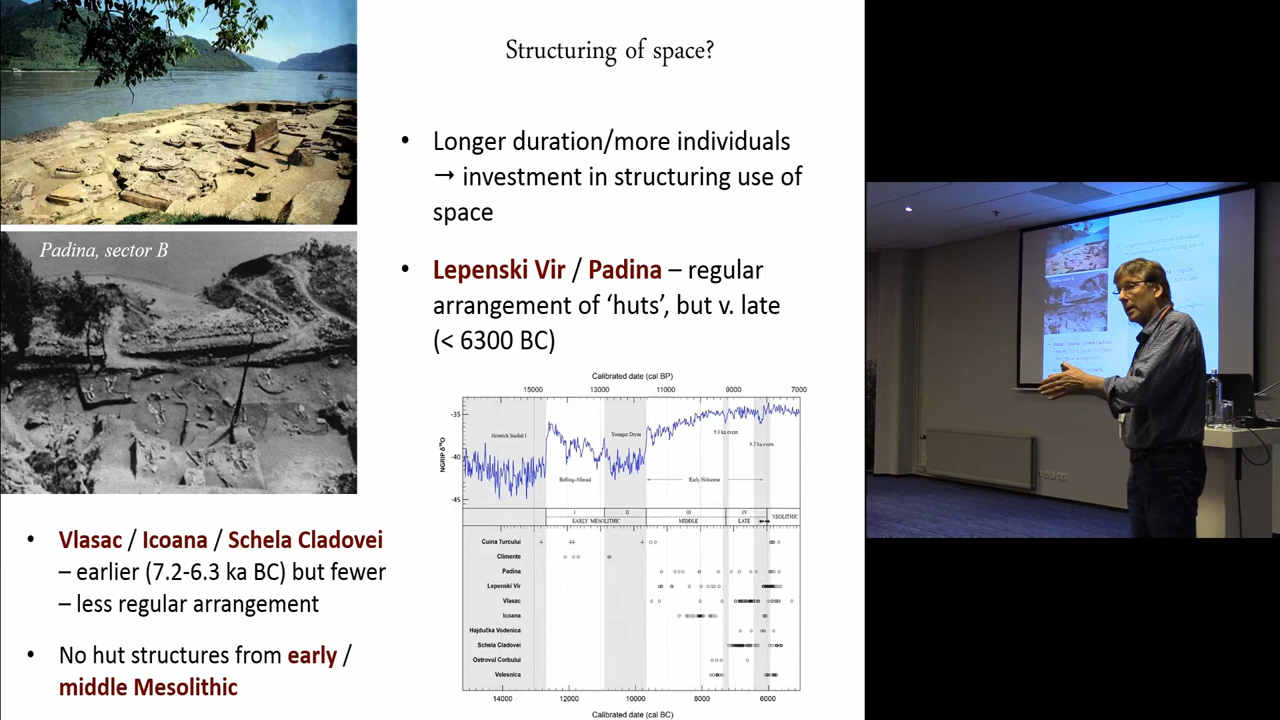 Structuring of space?
• Longer duration/more individuals
→ investment in structuring use of
space
• Lepenski Vir / Padina – regular
arrangement of ‘huts’, but v. late
(< 6300 BC)
Padina, sector B
• Vlasac / Icoana / Schela Cladovei
– earlier (7.2-6.3 ka BC) but fewer
– less regular arrangement
• No hut structures from early /
middle Mesolithic
Calibrated date (cal BP)
15000 13000 11000 9000 7000
NGRIP δ18O
-35
-40
-45
Heinrich Stadial 1
Younger Dryas
9.3 ka event
8.2 ka event
Bølling-Allerød
Early Holocene
I II III IV
EARLY MESOLITHIC MIDDLE LATE NEOLITHIC
Cuina Turcului
Climente
Padina
Lepenski Vir
Vlasac
Icoana
Hajdučka Vodenica
Schela Cladovei
Ostrovul Corbului
Velesnica
14000 12000 10000 8000 6000
Calibrated date (cal BC)